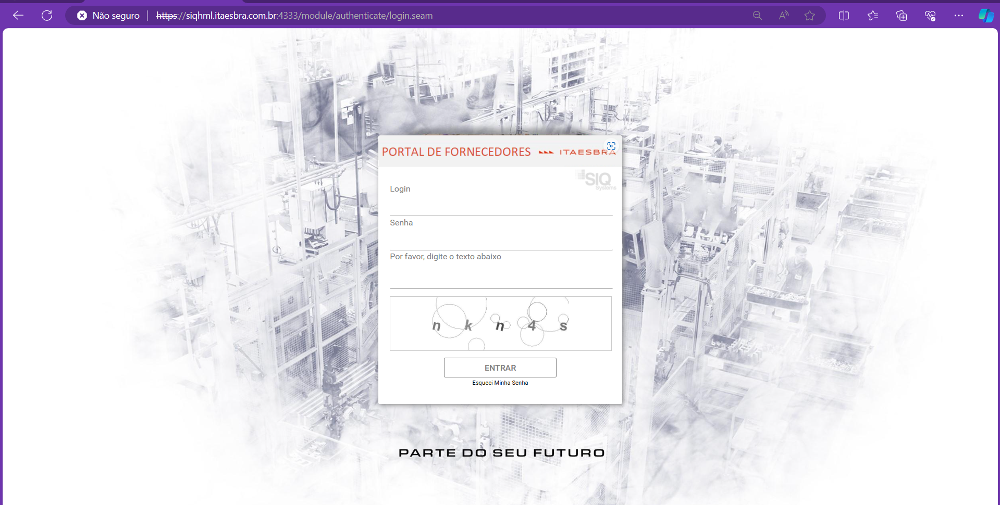 Não seguro | https://siqhml.itaesbra.com.br:4333/module/authenticate/login.seam
PORTAL DE FORNECEDORES ITAESBRA
SIQ
Systems
Login
Senha
Por favor, digite o texto abaixo
n k n 4 s
ENTRAR
Esqueci Minha Senha
PARTE DO SEU FUTURO